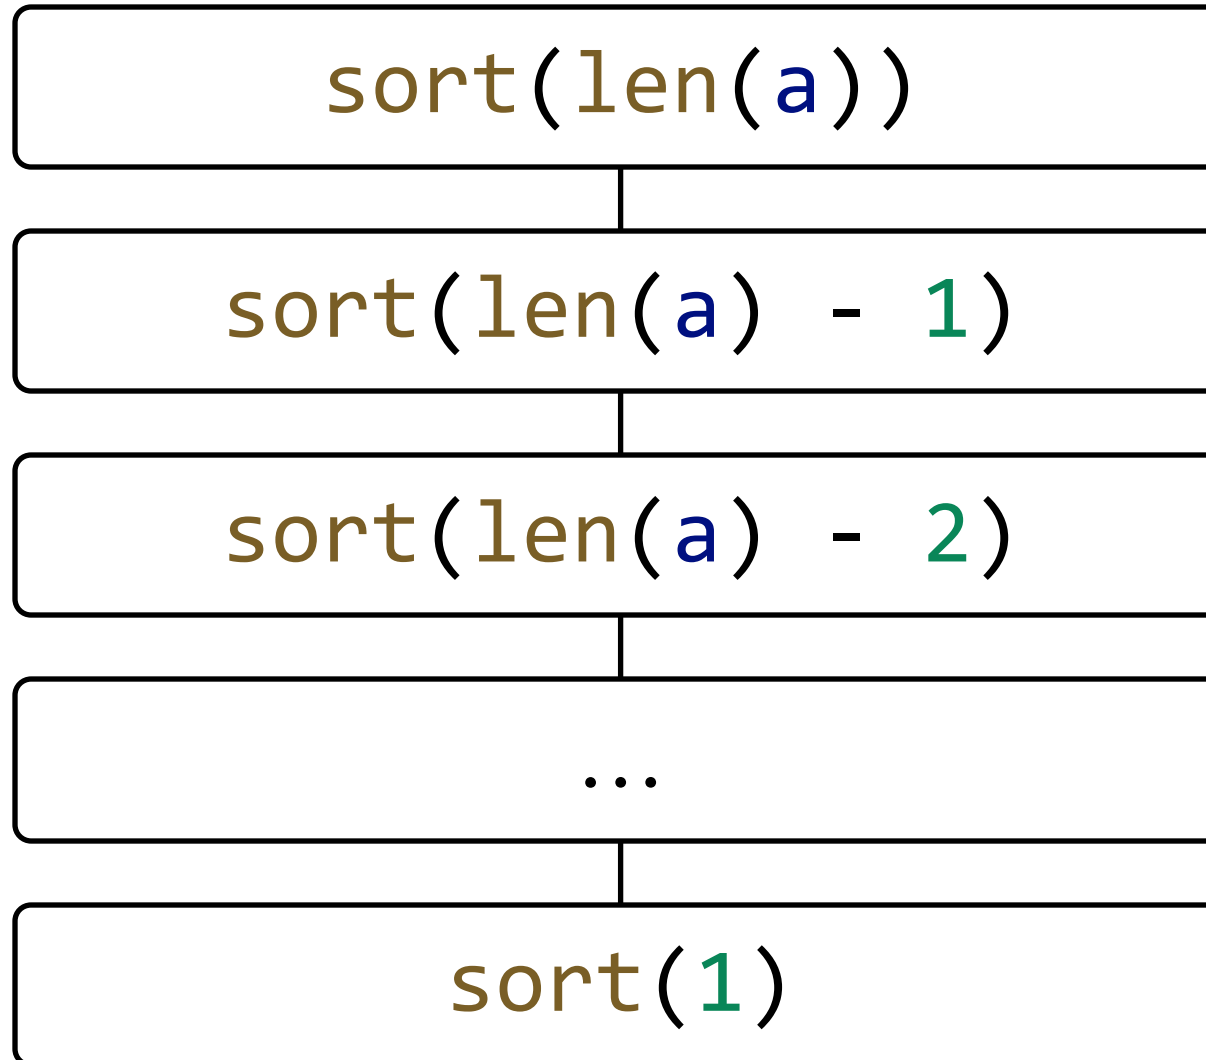 sort(len(a))
sort(len(a) - 1)
sort(len(a) - 2)
...
sort(1)